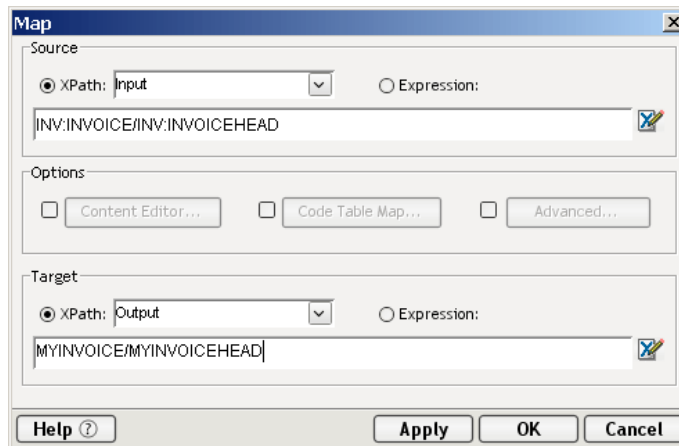 Map
Source
XPath: Input Expression:
INV:INVOICE/INV:INVOICEHEAD
Options
Content Editor... Code Table Map... Advanced...
Target
XPath: Output Expression:
MYINVOICE/MYINVOICEHEAD
Help ? Apply OK Cancel